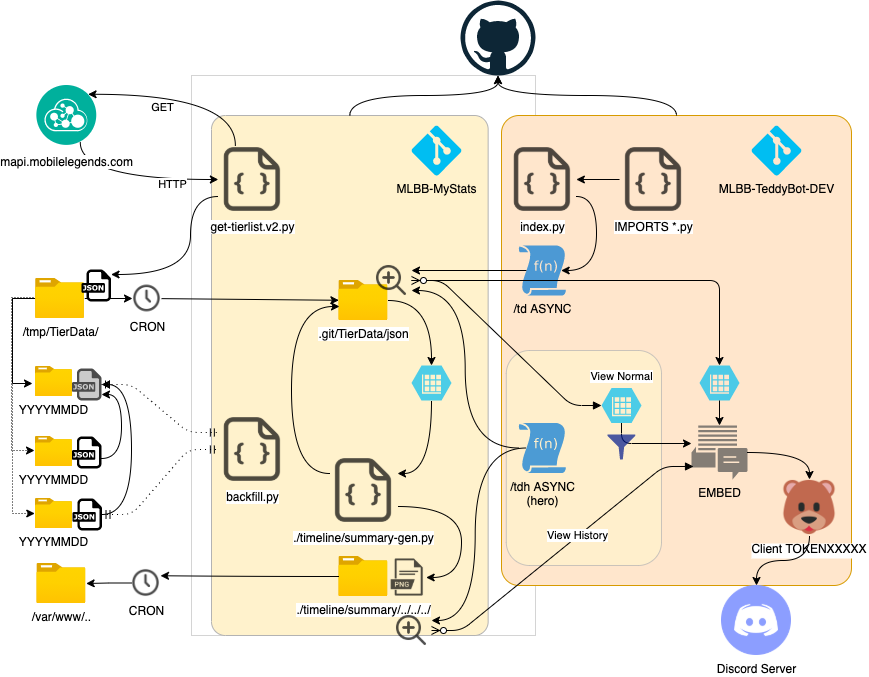 GET
mapi.mobilelegends.com
HTTP
MLBB-MyStats
MLBB-TeddyBot-DEV
{ }
get-tierlist.v2.py
{ }
index.py
{ }
IMPORTS *.py
JSON
/tmp/TierData/
CRON
.git/TierData/json
f(n)
/td ASYNC
JSON
YYYYMMDD
View Normal
JSON
YYYYMMDD
{ }
backfill.py
f(n)
/tdh ASYNC
(hero)
EMBED
JSON
YYYYMMDD
{ }
./timeline/summary-gen.py
View History
Client TOKENXXXXX
/var/www/..
CRON
PNG
./timeline/summary/../../../
Discord Server